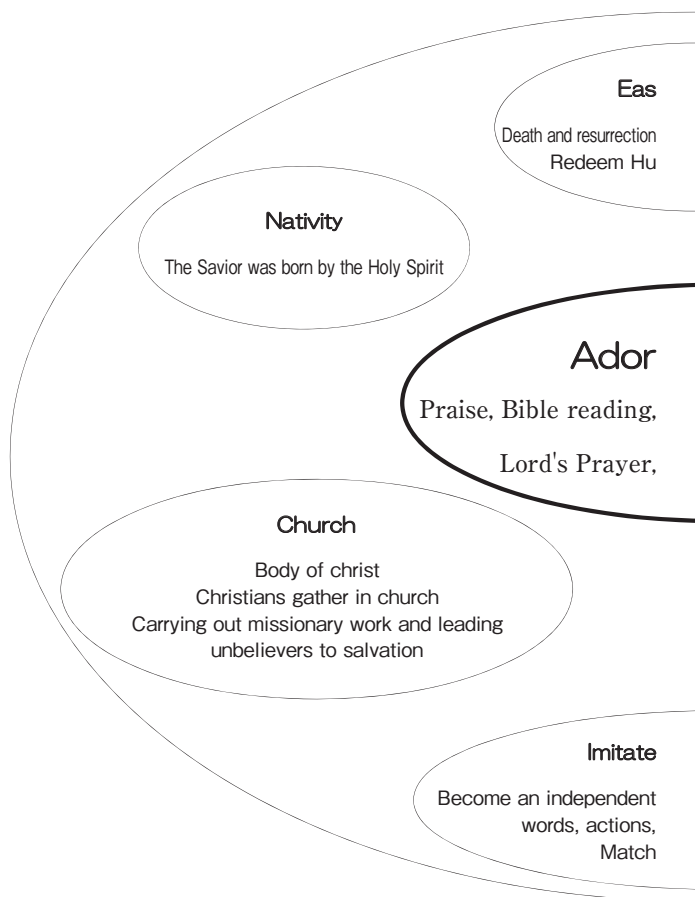 Eas
Death and resurrection
Redeem Hu
Nativity
The Savior was born by the Holy Spirit
Ador
Praise, Bible reading,
Lord's Prayer,
Church
Body of christ
Christians gather in church
Carrying out missionary work and leading
unbelievers to salvation
Imitate
Become an independent
words, actions,
Match